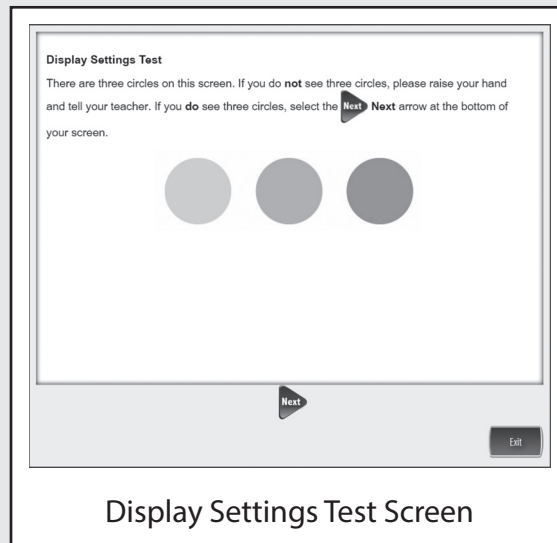 Display Settings Test
There are three circles on this screen. If you do not see three circles, please raise your hand
and tell your teacher. If you do see three circles, select the Next Next arrow at the bottom of
your screen.
Next
Exit
Display Settings Test Screen